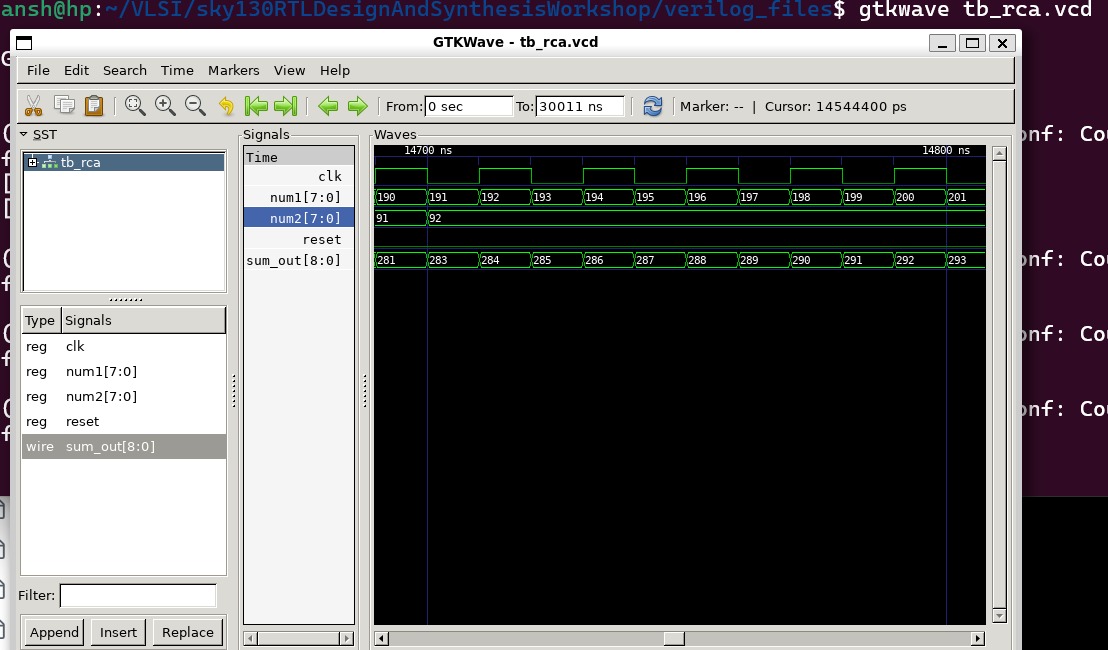 ansh@hp:~/VLSI/sky130RTLDesignAndSynthesisWorkshop/verilog_files$ gtkwave tb_rca.vcd
GTKWave - tb_rca.vcd
File Edit Search Time Markers View Help
From: 0 sec To: 30011 ns Marker: -- | Cursor: 14544400 ps
SST
tb_rca
Type Signals
reg clk
reg num1[7:0]
reg num2[7:0]
reg reset
wire sum_out[8:0]
Filter:
Append Insert Replace
Signals
Time
clk
num1[7:0]
num2[7:0]
reset
sum_out[8:0]
Waves
14700 ns 14800 ns
190 191 192 193 194 195 196 197 198 199 200 201
91 92
281 283 284 285 286 287 288 289 290 291 292 293
onf: Cou
onf: Cou
onf: Cou
onf: Cou